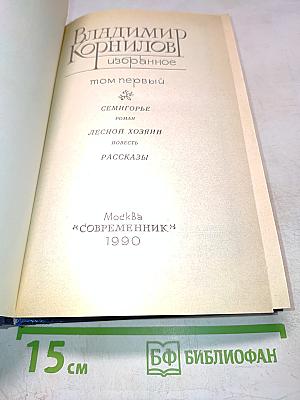 Владимир
Корнилов
избранное
том первый
СЕМИГОРЬЕ
РОМАН
ЛЕСНОЙ ХОЗЯИН
ПОВЕСТЬ
РАССКАЗЫ
Москва
"СОВРЕМЕННИК"
1990
15 см
БФ БИБЛИОФАН